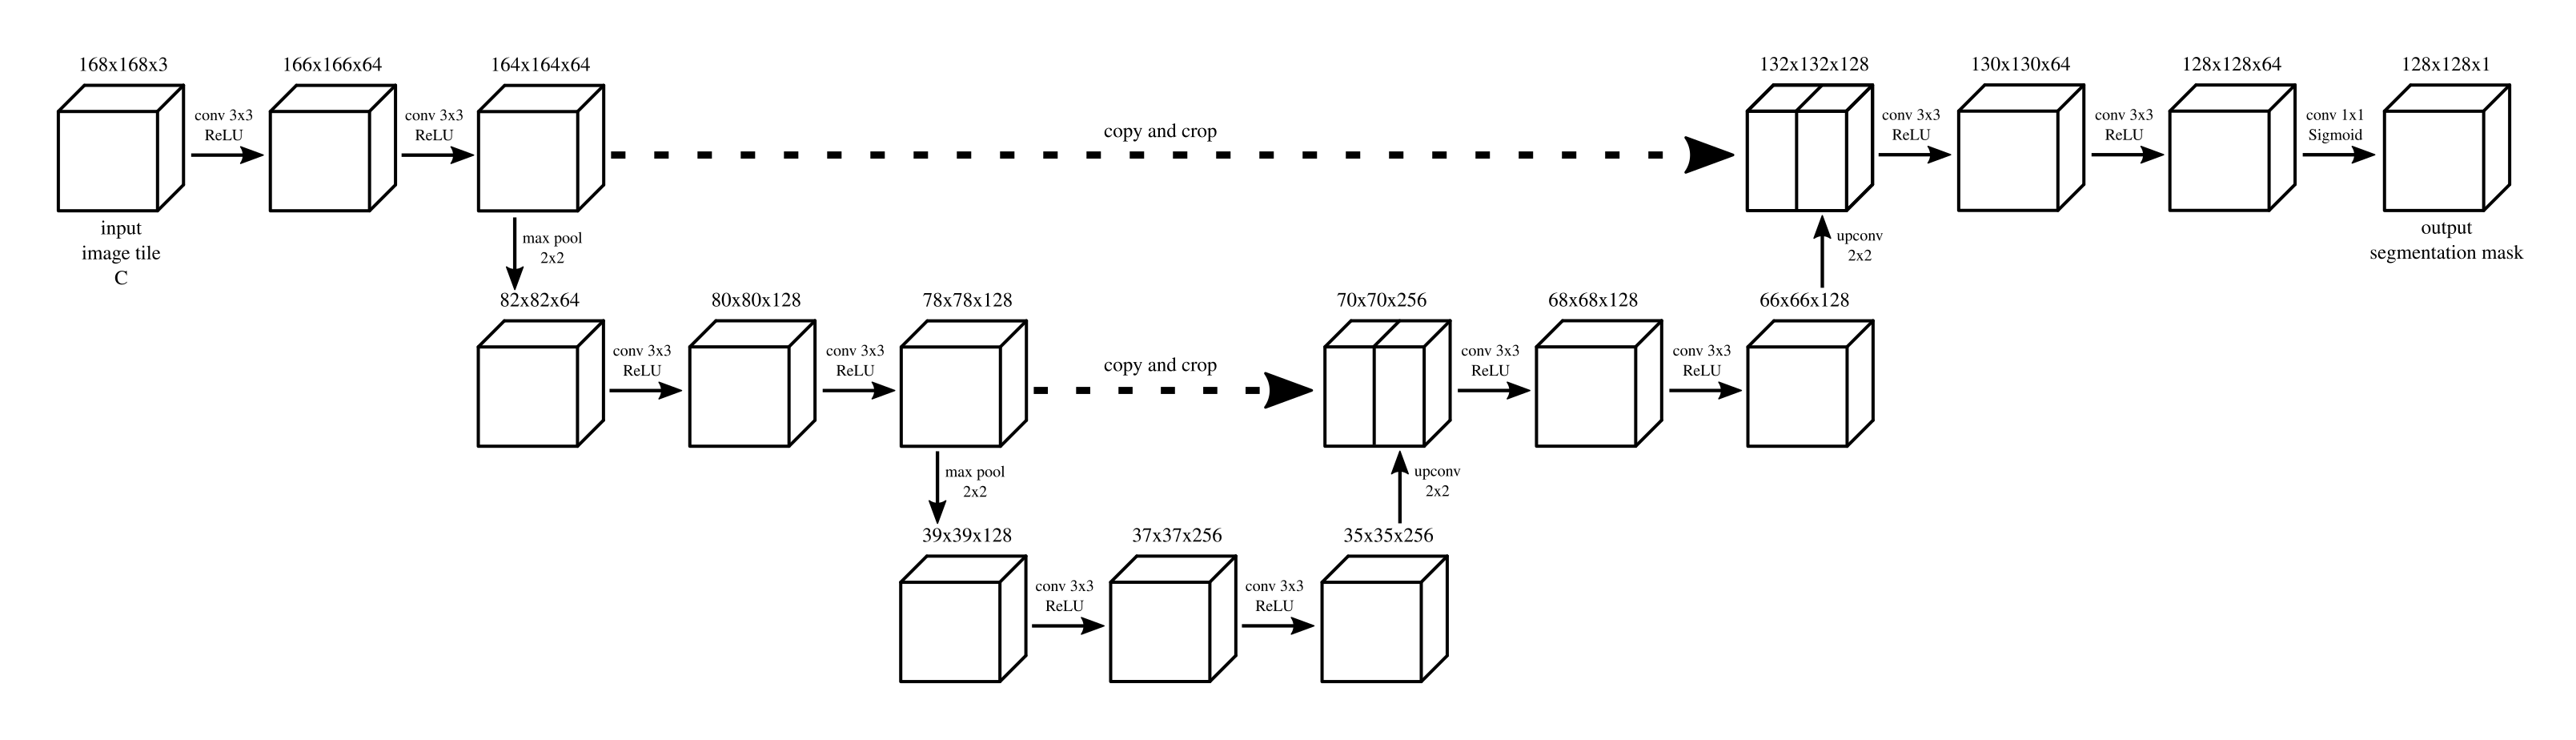 168x168x3
166x166x64
164x164x64
132x132x128
130x130x64
128x128x64
128x128x1
conv 3x3
ReLU
conv 3x3
ReLU
copy and crop
conv 3x3
ReLU
conv 3x3
ReLU
conv 1x1
Sigmoid
input
image tile
C
output
segmentation mask
max pool
2x2
upconv
2x2
82x82x64
80x80x128
78x78x128
70x70x256
68x68x128
66x66x128
conv 3x3
ReLU
conv 3x3
ReLU
copy and crop
conv 3x3
ReLU
conv 3x3
ReLU
max pool
2x2
upconv
2x2
39x39x128
37x37x256
35x35x256
conv 3x3
ReLU
conv 3x3
ReLU